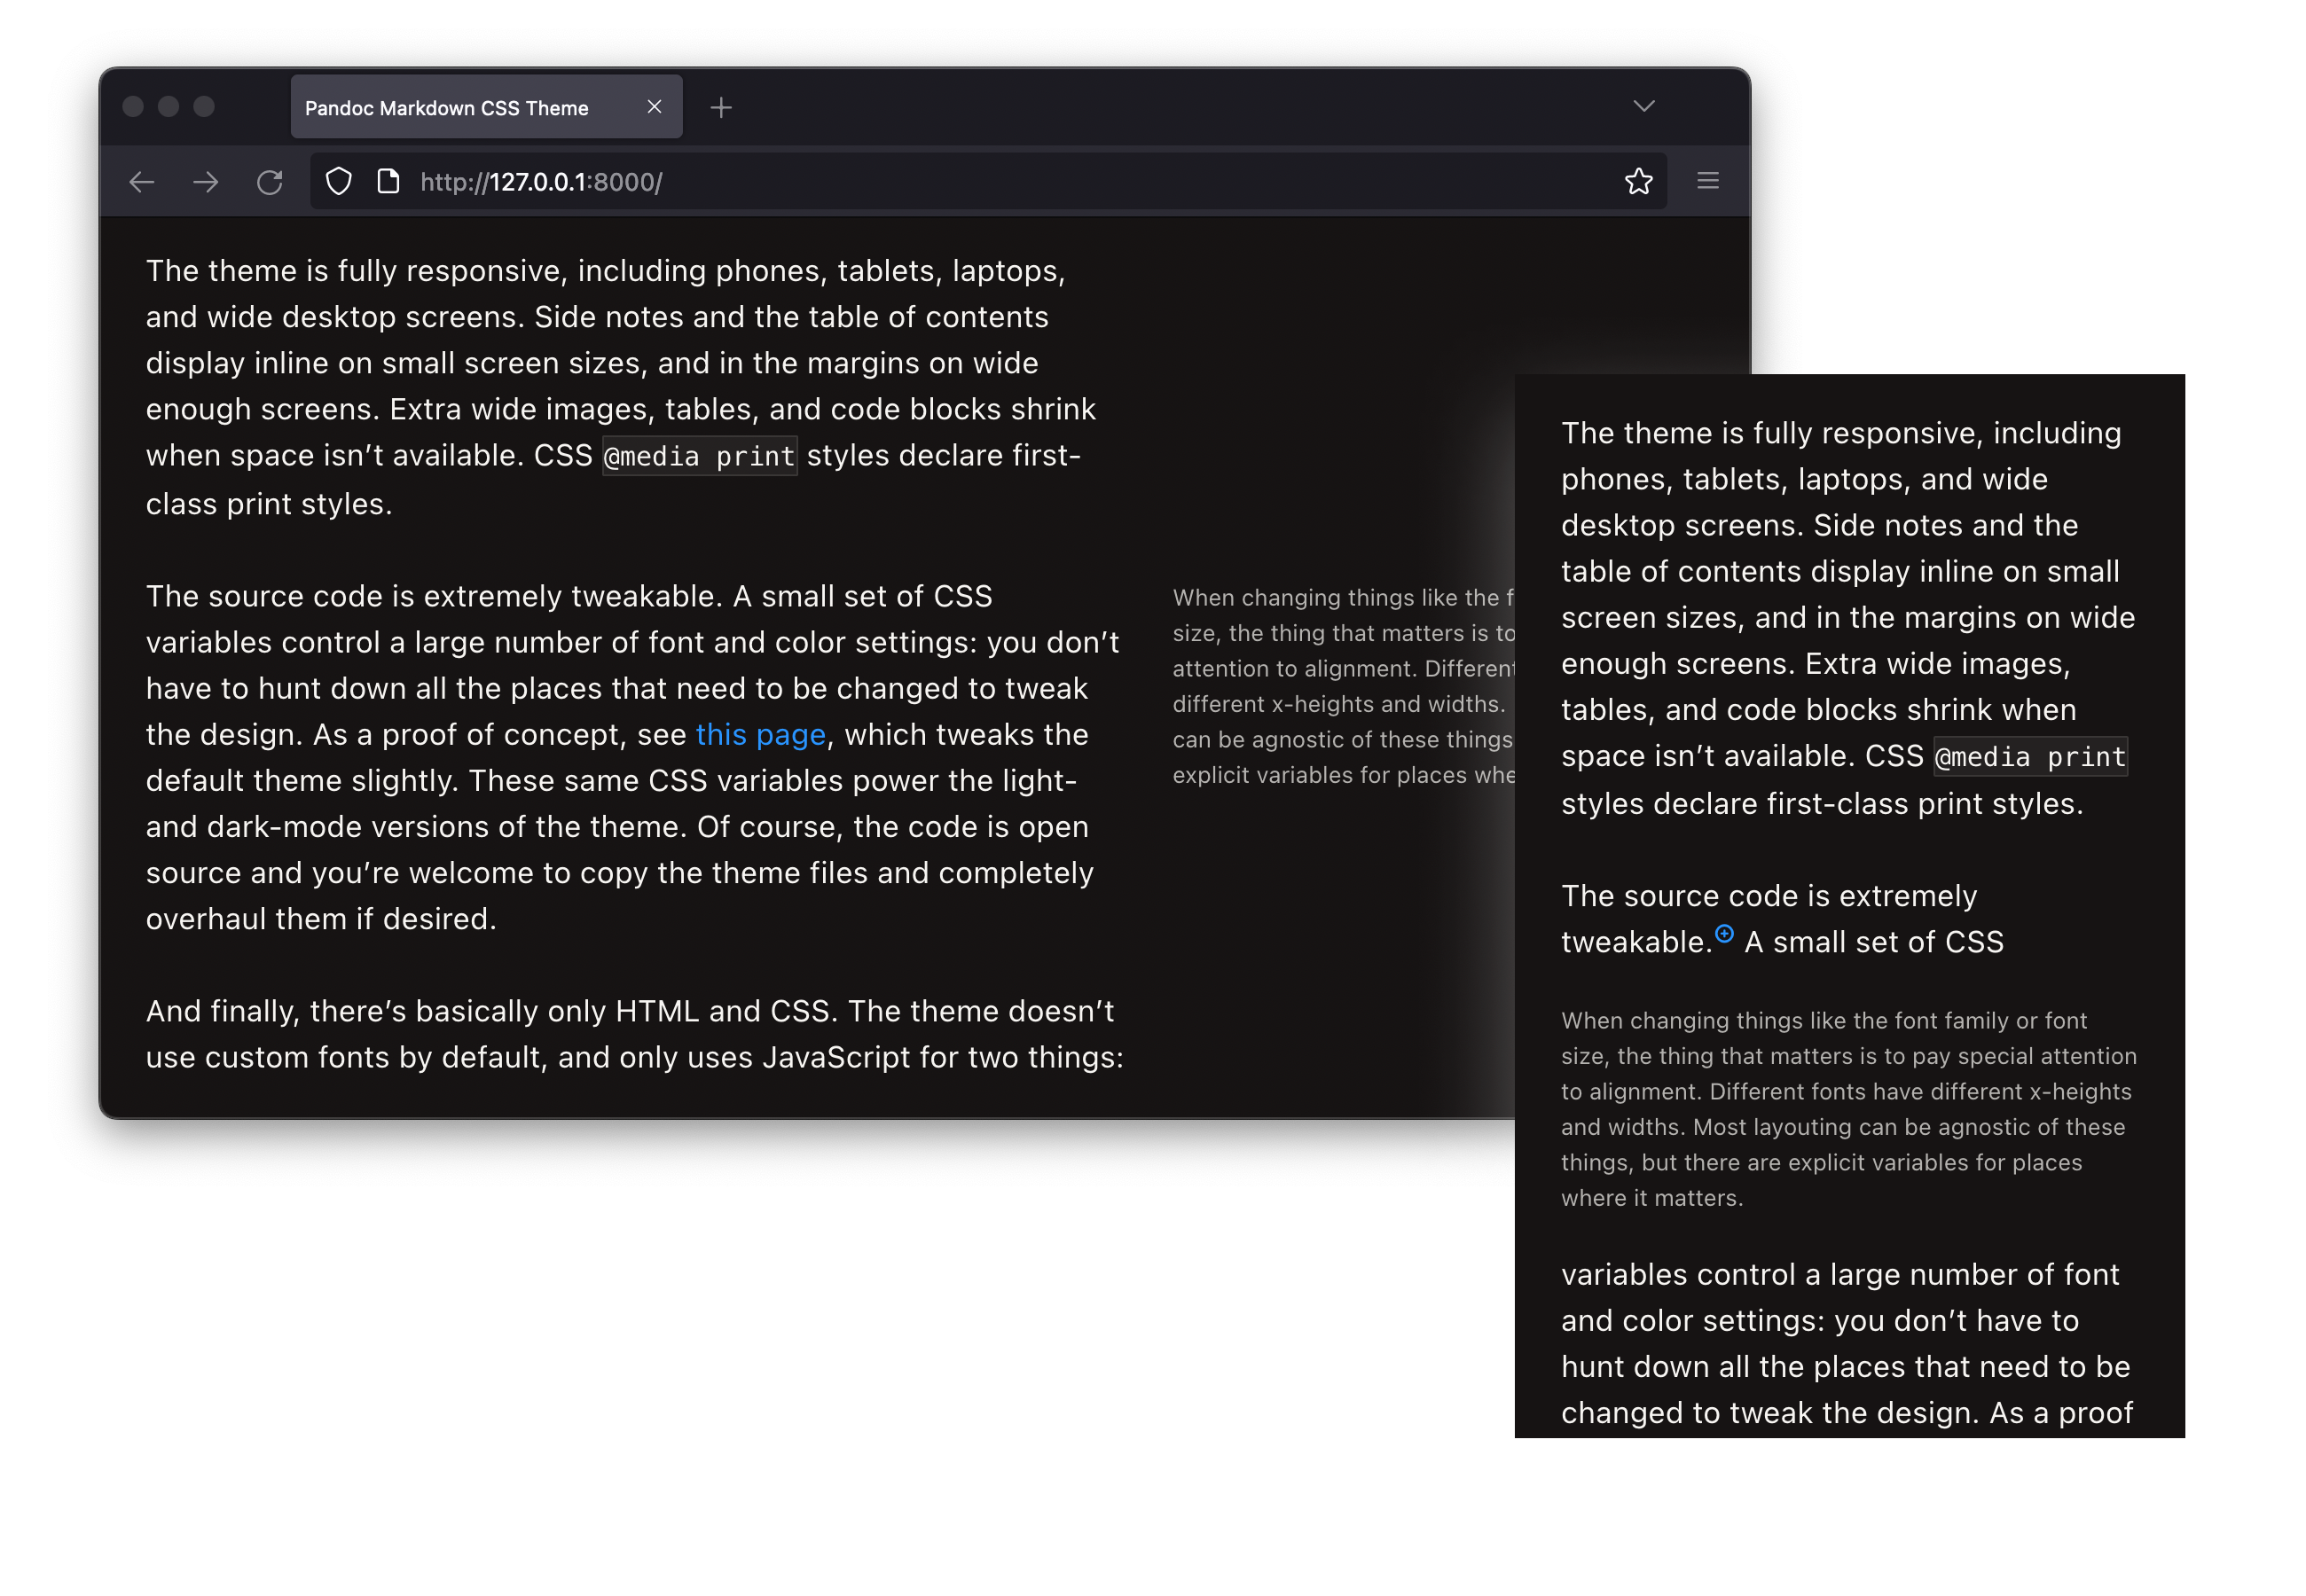 Pandoc Markdown CSS Theme
http://127.0.0.1:8000/
The theme is fully responsive, including phones, tablets, laptops,
and wide desktop screens. Side notes and the table of contents
display inline on small screen sizes, and in the margins on wide
enough screens. Extra wide images, tables, and code blocks shrink
when space isn’t available. CSS @media print styles declare first-
class print styles.
The source code is extremely tweakable. A small set of CSS
variables control a large number of font and color settings: you don’t
have to hunt down all the places that need to be changed to tweak
the design. As a proof of concept, see this page, which tweaks the
default theme slightly. These same CSS variables power the light-
and dark-mode versions of the theme. Of course, the code is open
source and you’re welcome to copy the theme files and completely
overhaul them if desired.
And finally, there’s basically only HTML and CSS. The theme doesn’t
use custom fonts by default, and only uses JavaScript for two things:
When changing things like the
size, the thing that matters is to
attention to alignment. Different
different x-heights and widths.
can be agnostic of these things
explicit variables for places
The theme is fully responsive, including
phones, tablets, laptops, and wide
desktop screens. Side notes and the
table of contents display inline on small
screen sizes, and in the margins on wide
enough screens. Extra wide images,
tables, and code blocks shrink when
space isn’t available. CSS @media print
styles declare first-class print styles.
The source code is extremely
tweakable. A small set of CSS
When changing things like the font family or font
size, the thing that matters is to pay special attention
to alignment. Different fonts have different x-heights
and widths. Most layouting can be agnostic of these
things, but there are explicit variables for places
where it matters.
variables control a large number of font
and color settings: you don’t have to
hunt down all the places that need to be
changed to tweak the design. As a proof